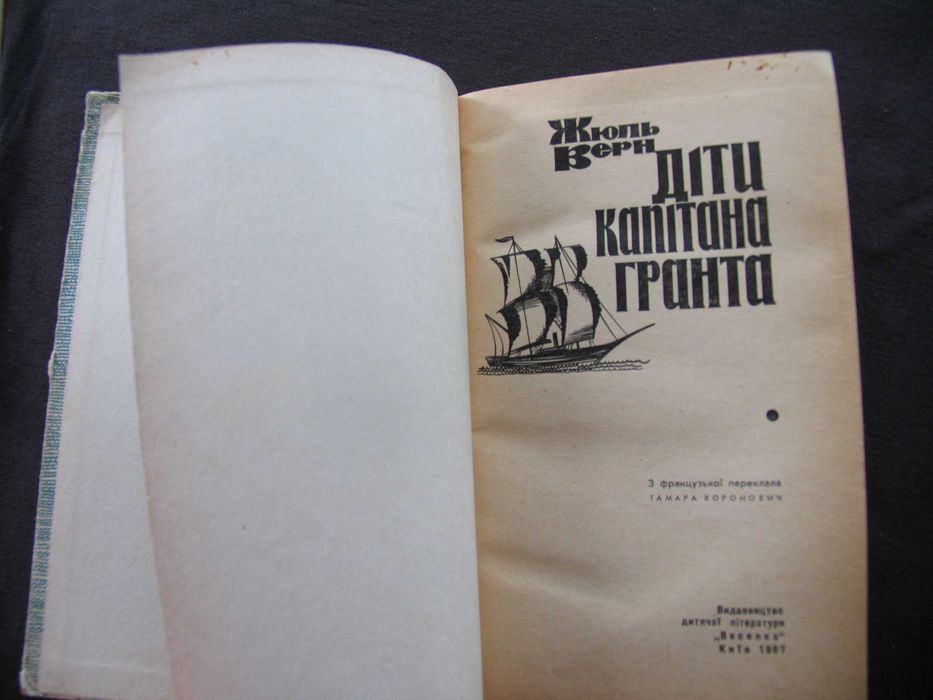 Жюль
Верн
Діти
капітана
гранта
З французької переклала
ТАМАРА ВОРОНОВИЧ
Видавництво
дитячої літератури
„Веселка"
Київ 1967